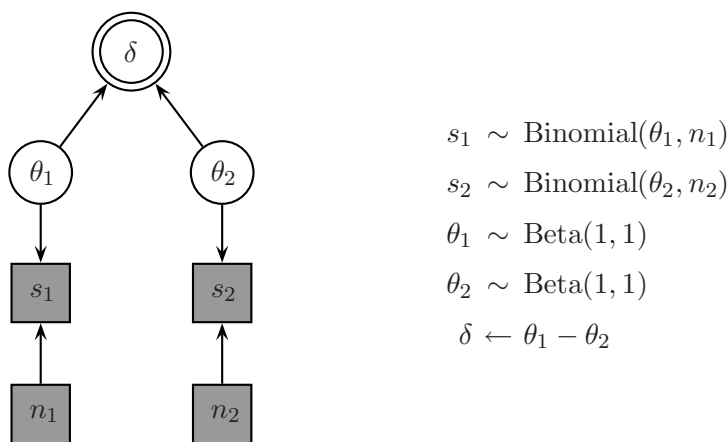 δ
θ₁ θ₂
s₁ s₂
n₁ n₂
s₁ ∼ Binomial(θ₁, n₁)
s₂ ∼ Binomial(θ₂, n₂)
θ₁ ∼ Beta(1, 1)
θ₂ ∼ Beta(1, 1)
δ ← θ₁ − θ₂